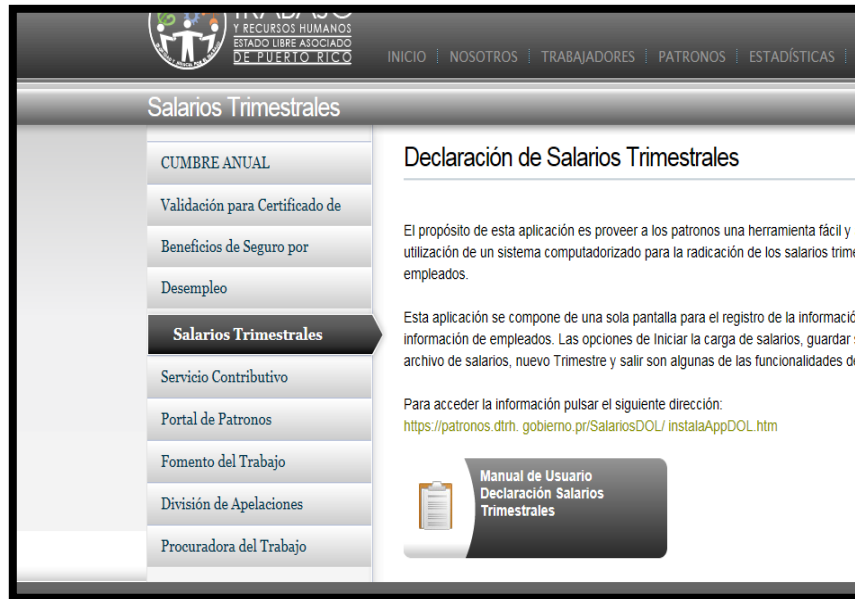 TRABAJO
Y RECURSOS HUMANOS
ESTADO LIBRE ASOCIADO
DE PUERTO RICO
INICIO
NOSOTROS
TRABAJADORES
PATRONOS
ESTADÍSTICAS
Salarios Trimestrales
CUMBRE ANUAL
Validación para Certificado de
Beneficios de Seguro por
Desempleo
Salarios Trimestrales
Servicio Contributivo
Portal de Patronos
Fomento del Trabajo
División de Apelaciones
Procuradora del Trabajo
Declaración de Salarios Trimestrales
El propósito de esta aplicación es proveer a los patronos una herramienta fácil y
utilización de un sistema computadorizado para la radicación de los salarios trime
empleados.
Esta aplicación se compone de una sola pantalla para el registro de la informació
información de empleados. Las opciones de Iniciar la carga de salarios, guardar
archivo de salarios, nuevo Trimestre y salir son algunas de las funcionalidades de
Para acceder la información pulsar el siguiente dirección:
https://patronos.dtrh. gobierno.pr/SalariosDOL/ instalaAppDOL.htm
Manual de Usuario
Declaración Salarios
Trimestrales